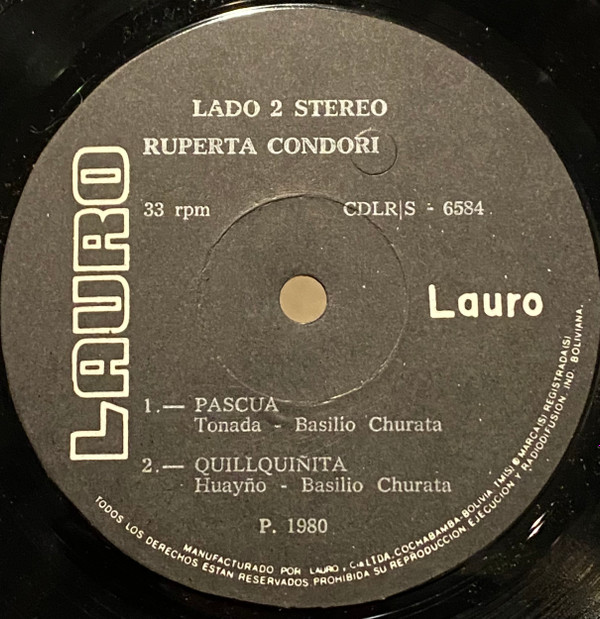 LADO 2 STEREO
RUPERTA CONDORI
33 rpm
CDLR|S - 6584
LAURO
Lauro
1.— PASCUA
Tonada - Basilio Churata
2.— QUILLQUIÑITA
Huayño - Basilio Churata
P. 1980
MANUFACTURADO POR LAURO Y Cia LTDA. COCHABAMBA-BOLIVIA. TM(S) ® MARCA(S) REGISTRADA(S)
TODOS LOS DERECHOS ESTAN RESERVADOS PROHIBIDA SU REPRODUCCION EJECUCION Y RADIODIFUSION. IND. BOLIVIANA.